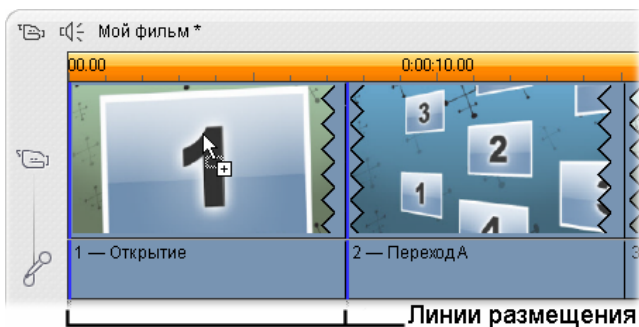 Мой фильм *
00.00 0:00:10.00
1
3
2
1
4
1 — Открытие 2 — Переход А 3
Линии размещения